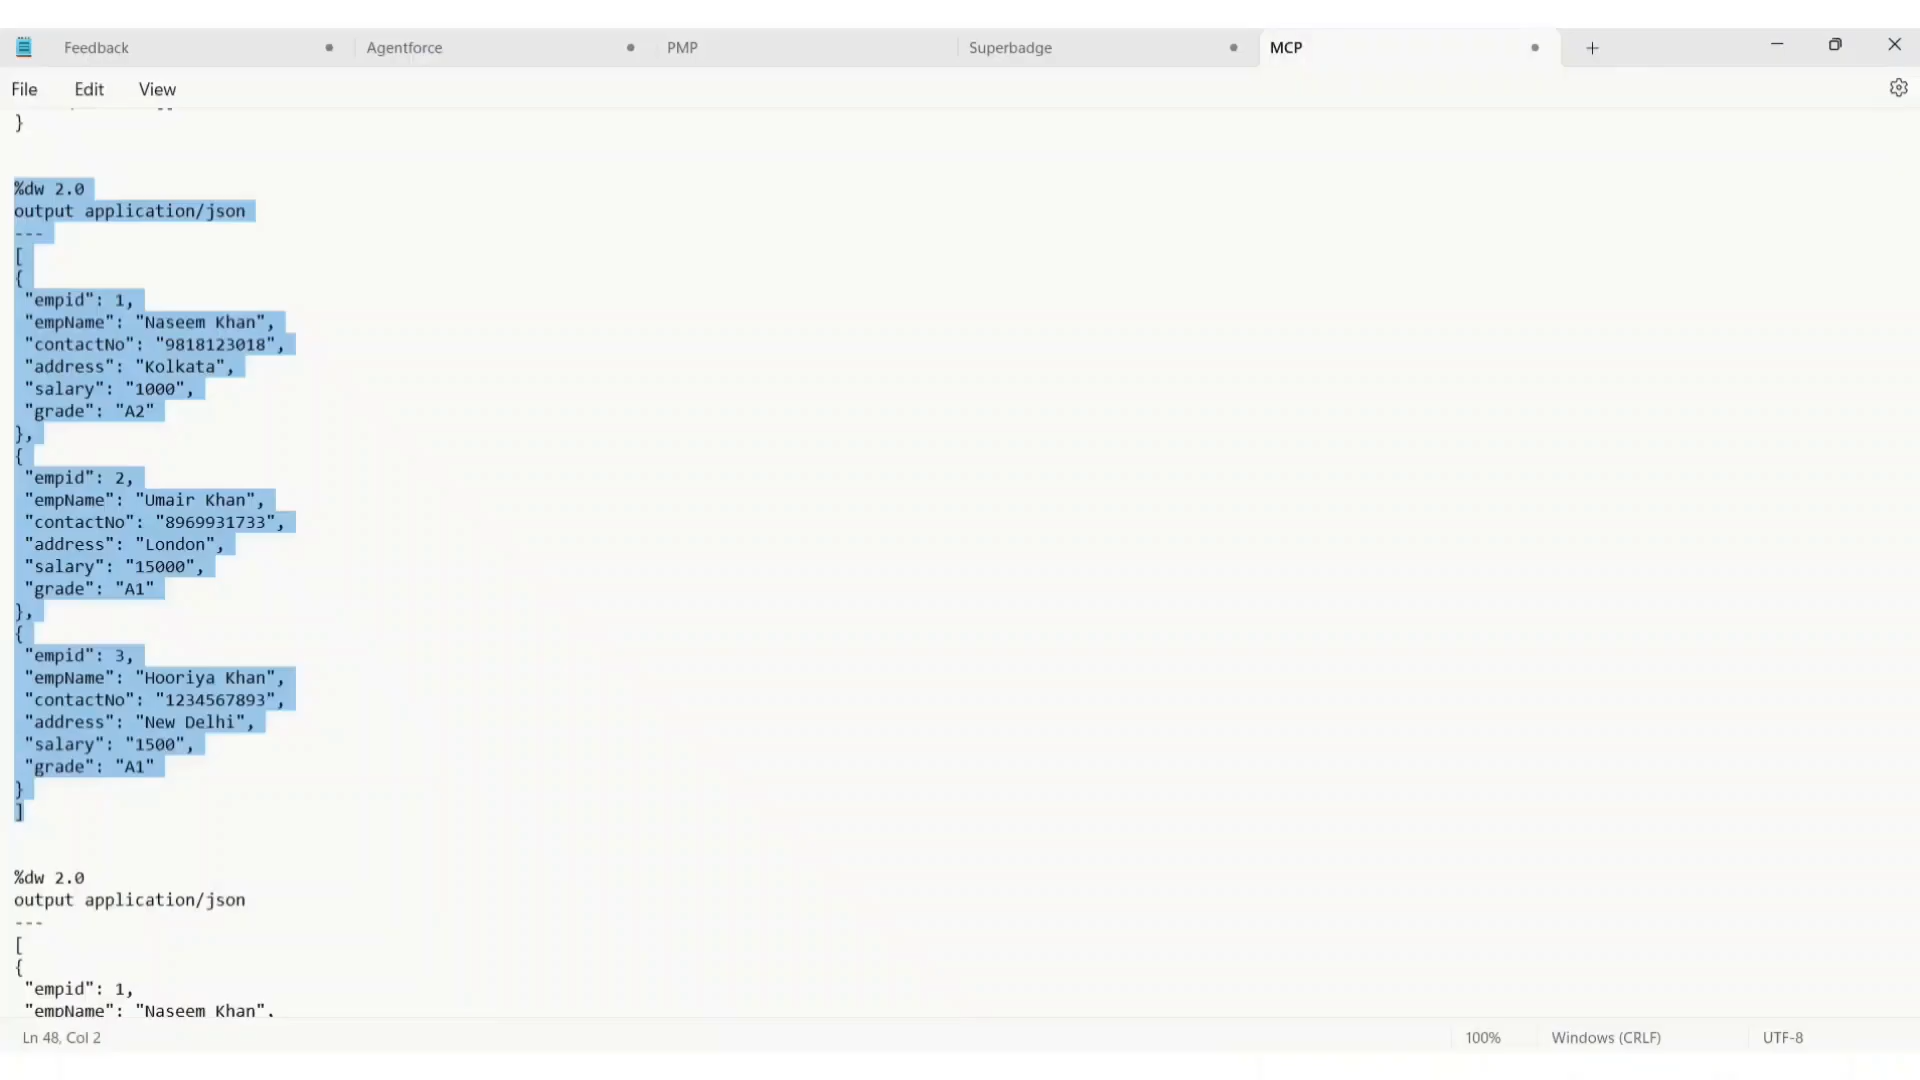 Feedback
Agentforce
PMP
Superbadge
MCP
File
Edit
View
}
%dw 2.0
output application/json
---
[
{
"empid": 1,
"empName": "Naseem Khan",
"contactNo": "9818123018",
"address": "Kolkata",
"salary": "1000",
"grade": "A2"
},
{
"empid": 2,
"empName": "Umair Khan",
"contactNo": "8969931733",
"address": "London",
"salary": "15000",
"grade": "A1"
},
{
"empid": 3,
"empName": "Hooriya Khan",
"contactNo": "1234567893",
"address": "New Delhi",
"salary": "1500",
"grade": "A1"
}
]
%dw 2.0
output application/json
---
[
{
"empid": 1,
"empName": "Naseem Khan",
Ln 48, Col 2
100%
Windows (CRLF)
UTF-8